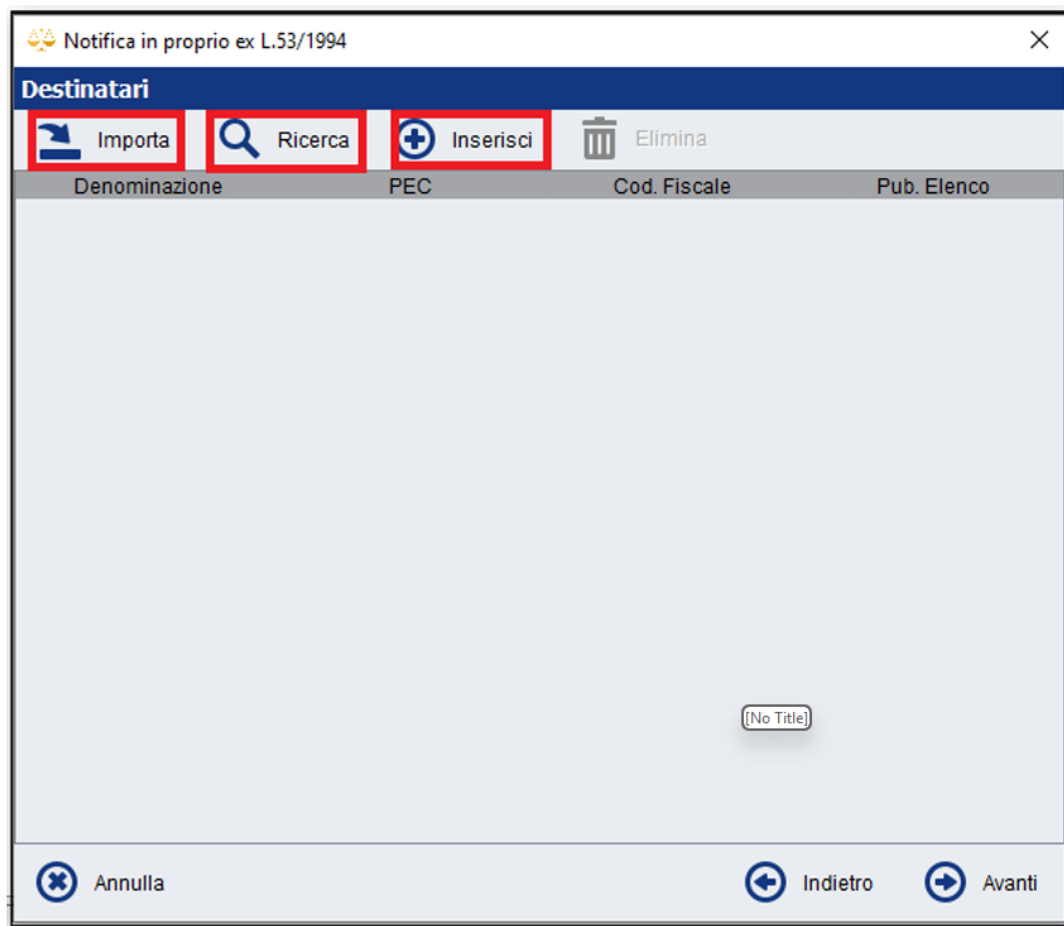 Notifica in proprio ex L.53/1994
Destinatari
Importa Ricerca Inserisci Elimina
Denominazione PEC Cod. Fiscale Pub. Elenco
[No Title]
Annulla Indietro Avanti